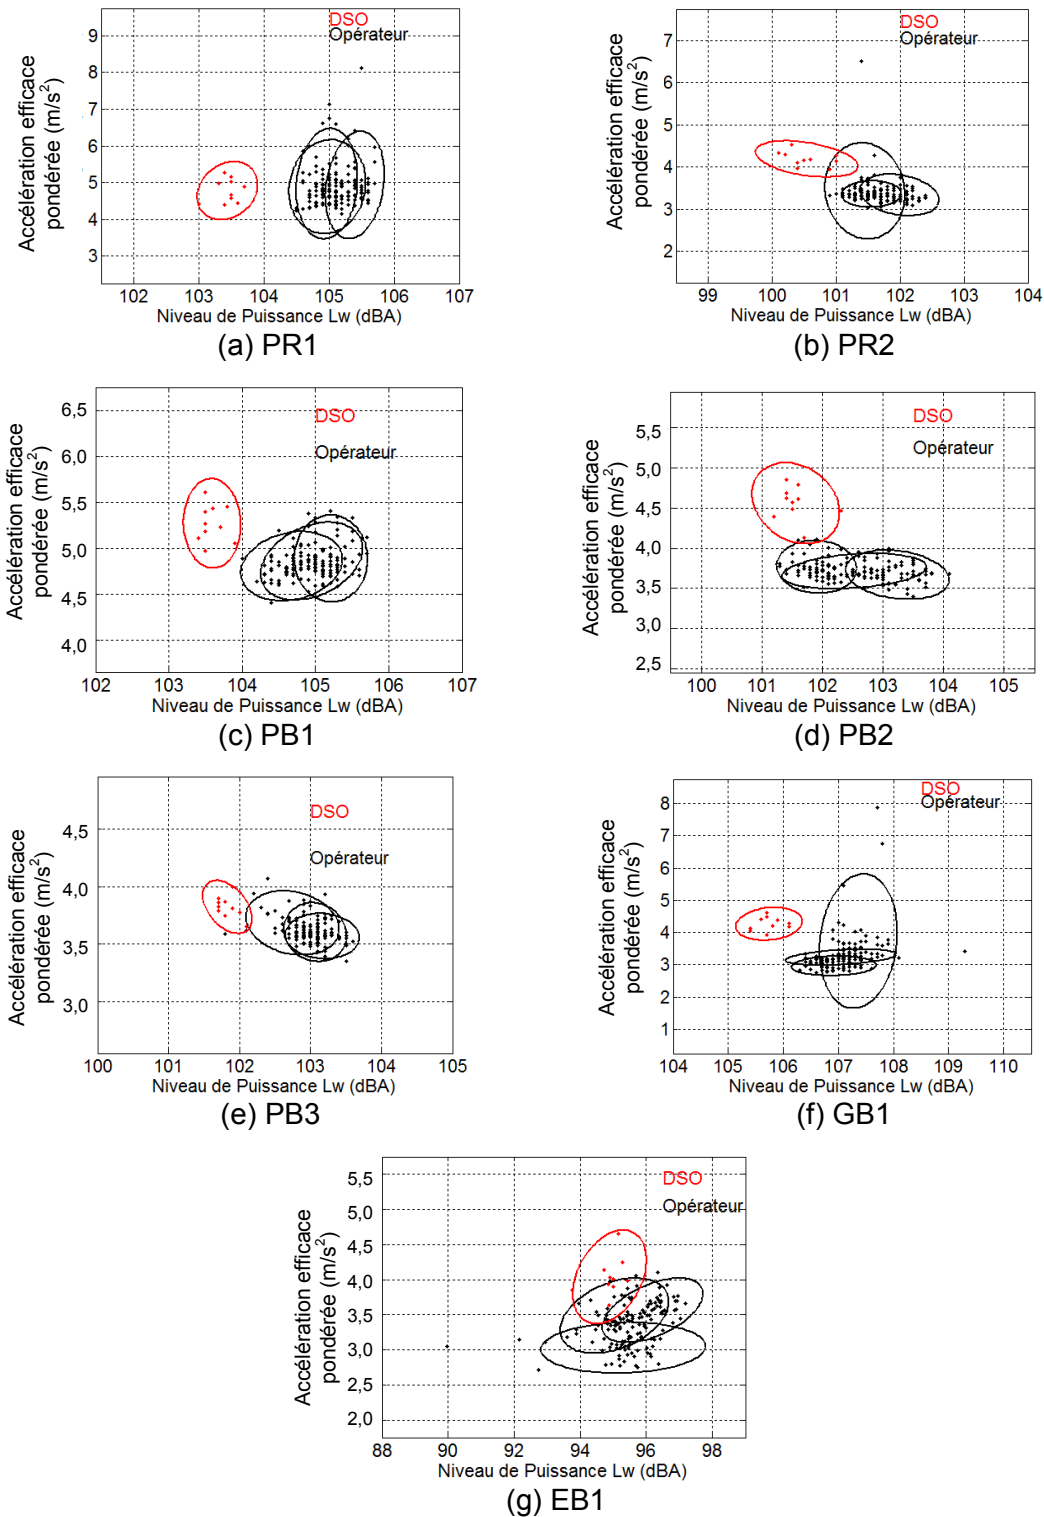 DSO
Opérateur
9
8
7
6
5
4
3
Accélération efficace
pondérée (m/s²)
102 103 104 105 106 107
Niveau de Puissance Lw (dBA)
(a) PR1
DSO
Opérateur
7
6
5
4
3
2
Accélération efficace
pondérée (m/s²)
99 100 101 102 103 104
Niveau de Puissance Lw (dBA)
(b) PR2
DSO
Opérateur
6,5
6,0
5,5
5,0
4,5
4,0
Accélération efficace
pondérée (m/s²)
102 103 104 105 106 107
Niveau de Puissance Lw (dBA)
(c) PB1
DSO
Opérateur
5,5
5,0
4,5
4,0
3,5
3,0
2,5
Accélération efficace
pondérée (m/s²)
100 101 102 103 104 105
Niveau de Puissance Lw (dBA)
(d) PB2
DSO
Opérateur
4,5
4,0
3,5
3,0
Accélération efficace
pondérée (m/s²)
100 101 102 103 104 105
Niveau de Puissance Lw (dBA)
(e) PB3
DSO
Opérateur
8
7
6
5
4
3
2
1
Accélération efficace
pondérée (m/s²)
104 105 106 107 108 109 110
Niveau de Puissance Lw (dBA)
(f) GB1
DSO
Opérateur
5,5
5,0
4,5
4,0
3,5
3,0
2,5
2,0
Accélération efficace
pondérée (m/s²)
88 90 92 94 96 98
Niveau de Puissance Lw (dBA)
(g) EB1